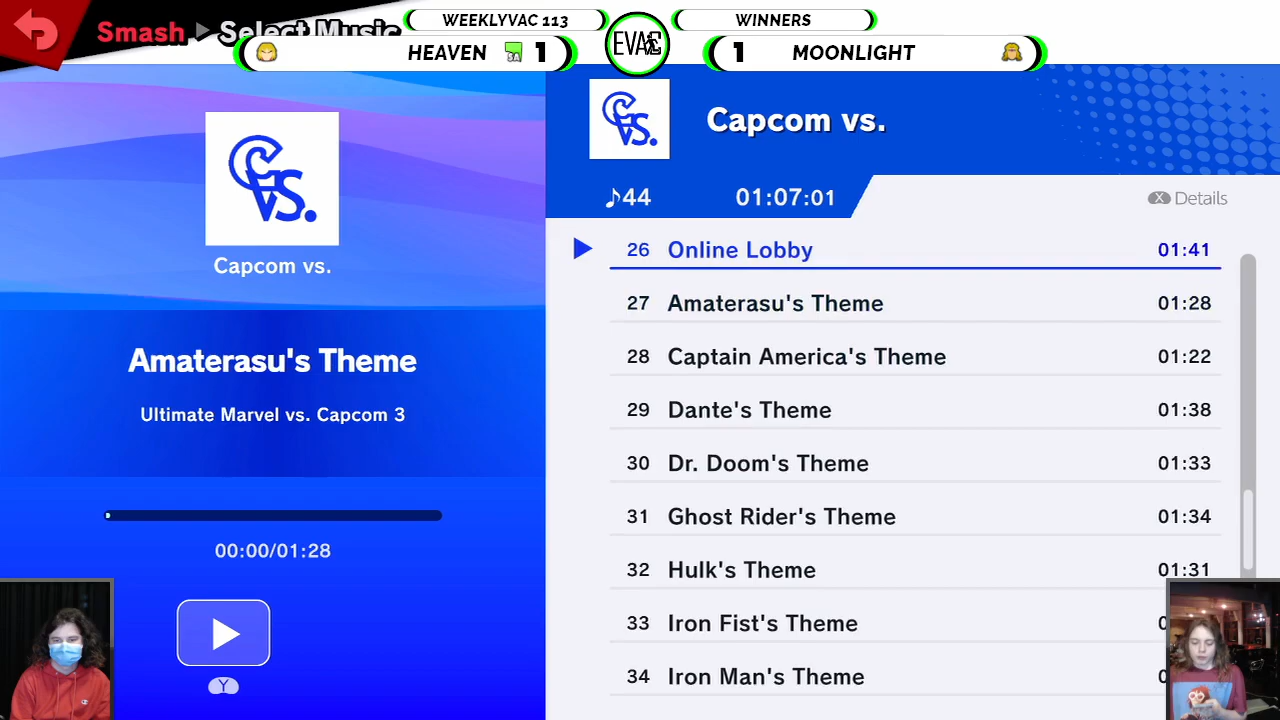 Smash ▶ Select Music
WEEKLYVAC 113
WINNERS
HEAVEN SA 1
EVAC
1 MOONLIGHT
C VS.
Capcom vs.
♪44 01:07:01
X Details
C VS.
Capcom vs.
Amaterasu's Theme
Ultimate Marvel vs. Capcom 3
00:00/01:28
Y
26 Online Lobby 01:41
27 Amaterasu's Theme 01:28
28 Captain America's Theme 01:22
29 Dante's Theme 01:38
30 Dr. Doom's Theme 01:33
31 Ghost Rider's Theme 01:34
32 Hulk's Theme 01:31
33 Iron Fist's Theme
34 Iron Man's Theme